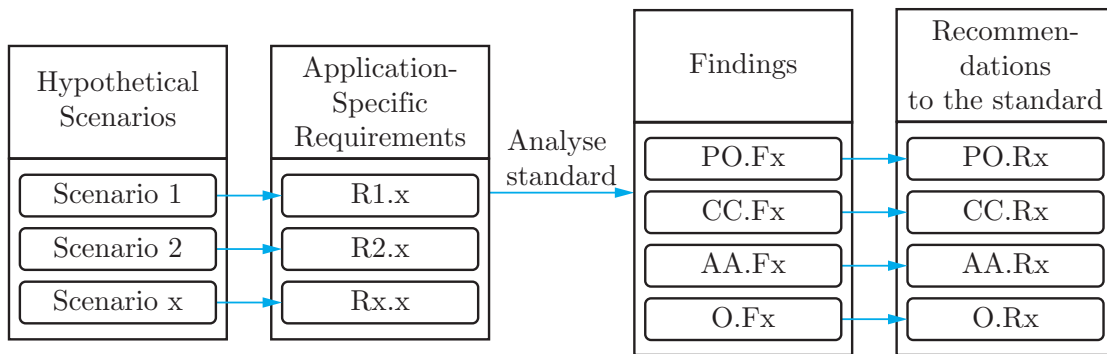 Hypothetical
Scenarios
Scenario 1
Scenario 2
Scenario x
Application-
Specific
Requirements
R1.x
R2.x
Rx.x
Analyse
standard
Findings
PO.Fx
CC.Fx
AA.Fx
O.Fx
Recommen-
dations
to the standard
PO.Rx
CC.Rx
AA.Rx
O.Rx